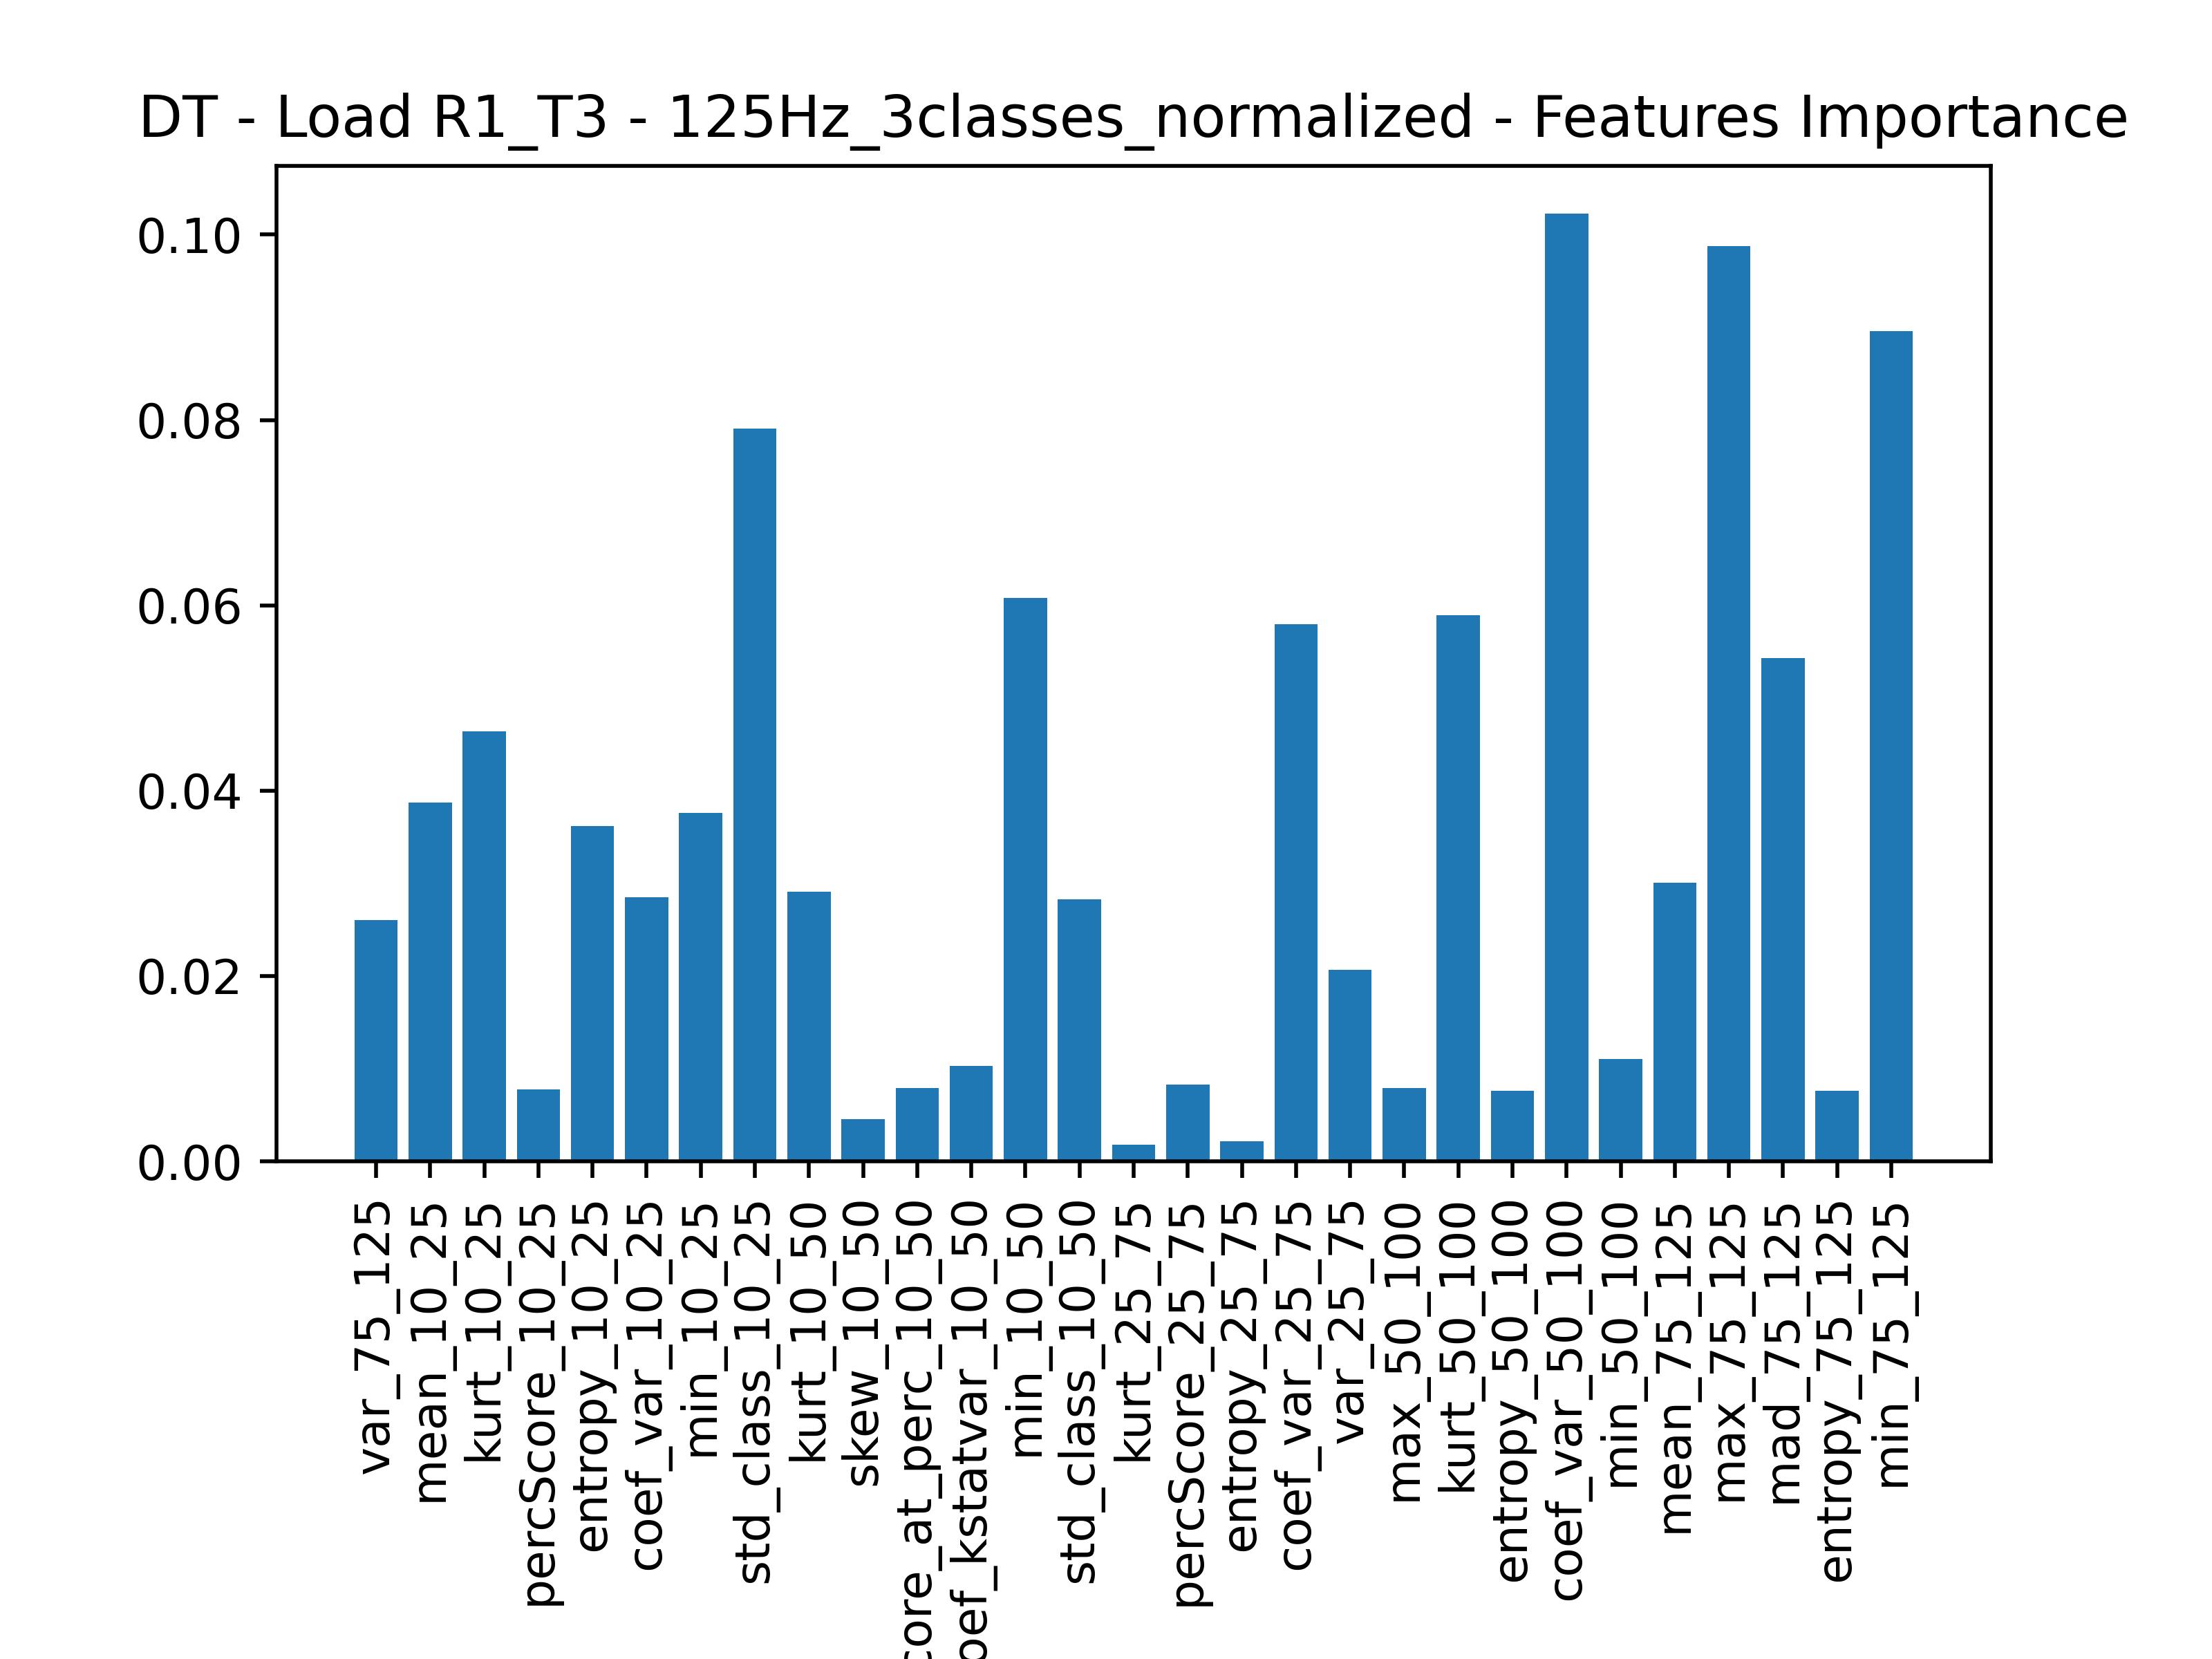 DT - Load R1_T3 - 125Hz_3classes_normalized - Features Importance
0.10
0.08
0.06
0.04
0.02
0.00
var_75_125
mean_10_25
kurt_10_25
percScore_10_25
entropy_10_25
coef_var_10_25
min_10_25
std_class_10_25
kurt_10_50
skew_10_50
core_at_perc_10_50
oef_kstatvar_10_50
min_10_50
std_class_10_50
kurt_25_75
percScore_25_75
entropy_25_75
coef_var_25_75
var_25_75
max_50_100
kurt_50_100
entropy_50_100
coef_var_50_100
min_50_100
mean_75_125
max_75_125
mad_75_125
entropy_75_125
min_75_125